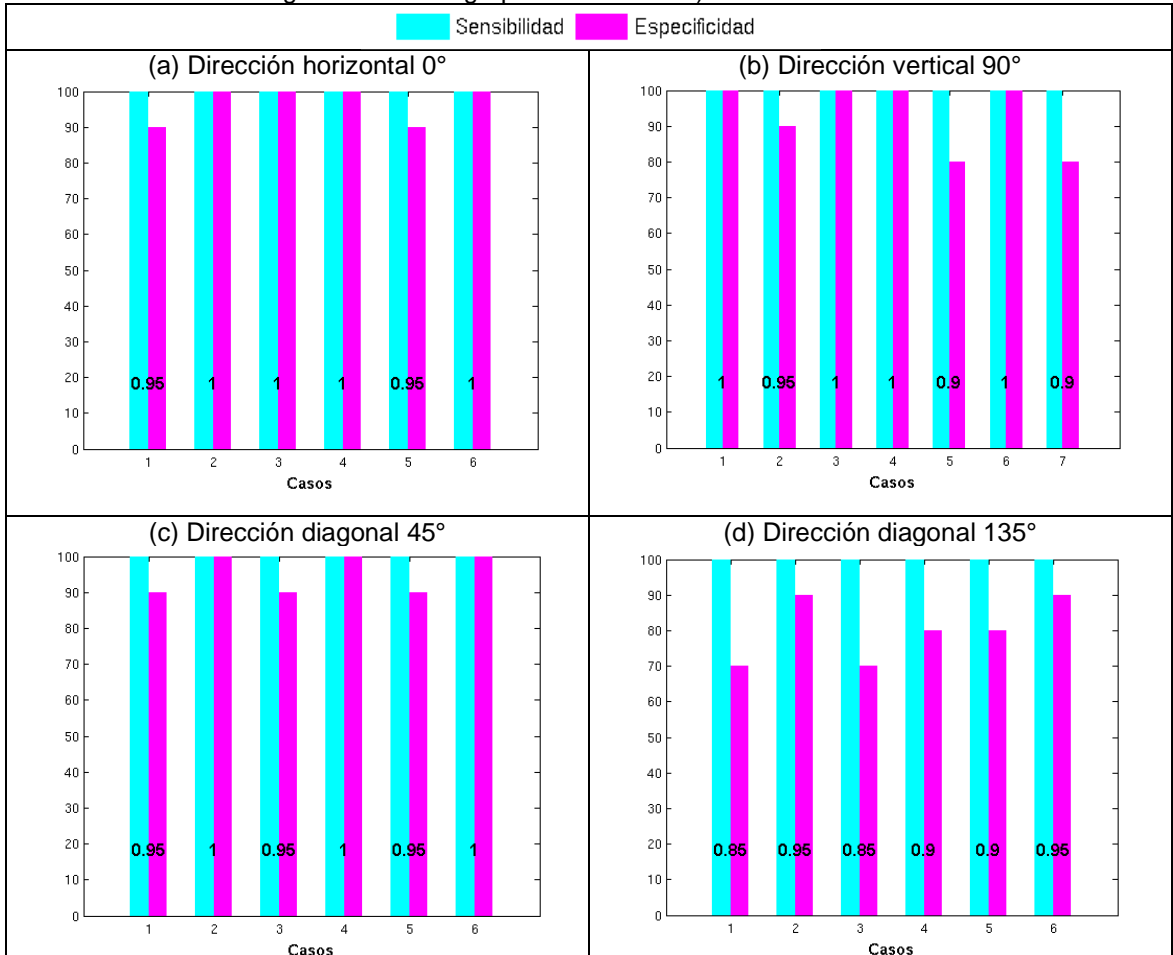 Sensibilidad Especificidad
(a) Dirección horizontal 0°
100
90
80
70
60
50
40
30
20
10
0
0.95 1 1 1 0.95 1
1 2 3 4 5 6
Casos
(b) Dirección vertical 90°
100
90
80
70
60
50
40
30
20
10
0
1 0.95 1 1 0.9 1 0.9
1 2 3 4 5 6 7
Casos
(c) Dirección diagonal 45°
100
90
80
70
60
50
40
30
20
10
0
0.95 1 0.95 1 0.95 1
1 2 3 4 5 6
Casos
(d) Dirección diagonal 135°
100
90
80
70
60
50
40
30
20
10
0
0.85 0.95 0.85 0.9 0.9 0.95
1 2 3 4 5 6
Casos